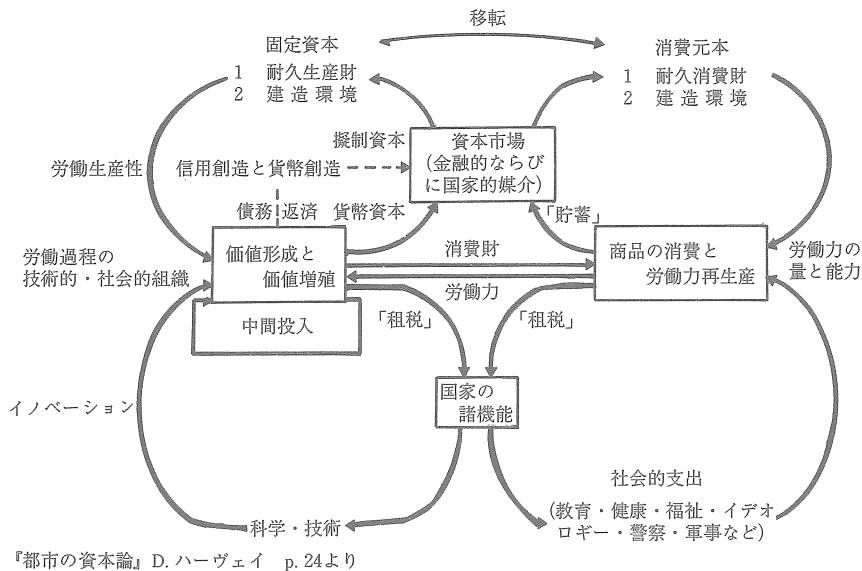 移転
固定資本
1 耐久生産財
2 建造環境
消費元本
1 耐久消費財
2 建造環境
擬制資本
資本市場
(金融的ならび
に国家的媒介)
労働生産性
信用創造と貨幣創造
債務 返済
貨幣資本
「貯蓄」
労働過程の
技術的・社会的組織
価値形成と
価値増殖
消費財
労働力
商品の消費と
労働力再生産
労働力の
量と能力
中間投入
「租税」
「租税」
国家の
諸機能
イノベーション
科学・技術
社会的支出
(教育・健康・福祉・イデオ
ロギー・警察・軍事など)
『都市の資本論』D.ハーヴェイ p.24より